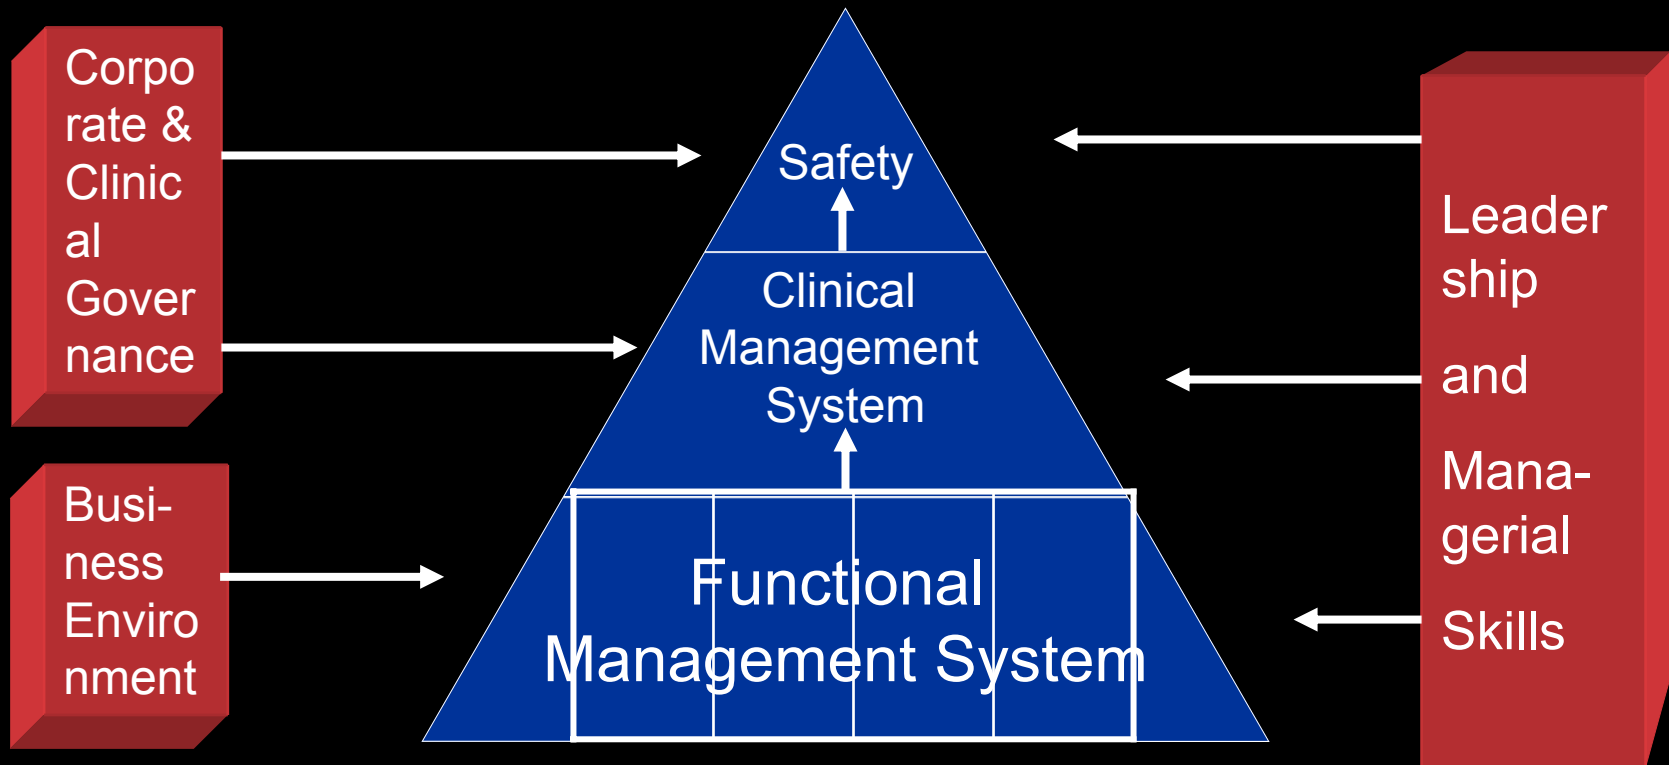 Corpo
rate &
Clinic
al
Gover
nance
Busi-
ness
Enviro
nment
Safety
Clinical
Management
System
Functional
Management System
Leader
ship
and
Mana-
gerial
Skills